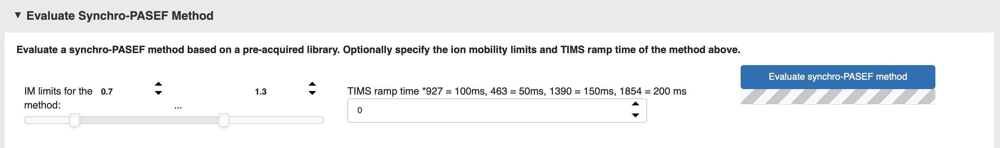 ▼ Evaluate Synchro-PASEF Method
Evaluate a synchro-PASEF method based on a pre-acquired library. Optionally specify the ion mobility limits and TIMS ramp time of the method above.
Evaluate synchro-PASEF method
IM limits for the method:
0.7
...
1.3
TIMS ramp time *927 = 100ms, 463 = 50ms, 1390 = 150ms, 1854 = 200 ms
0